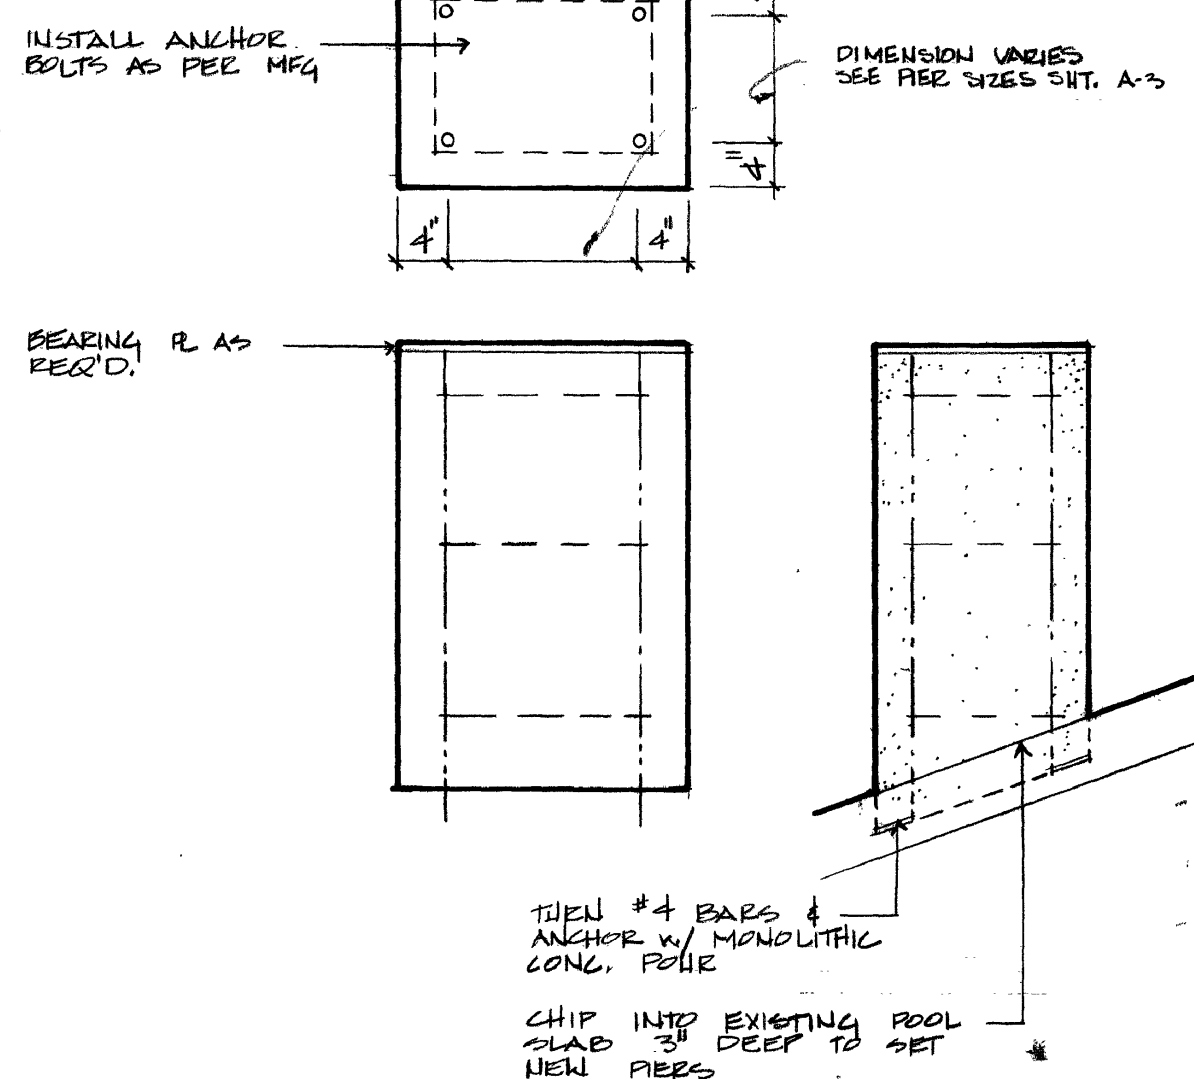 INSTALL ANCHOR
BOLTS AS PER MFG
DIMENSION VARIES
SEE PIER SIZES SHT. A-3
4"
4"
4"
BEARING PL AS
REQ'D.
TURN #4 BARS &
ANCHOR W/ MONOLITHIC
CONC. POUR
CHIP INTO EXISTING POOL
SLAB 3" DEEP TO SET
NEW PIERS